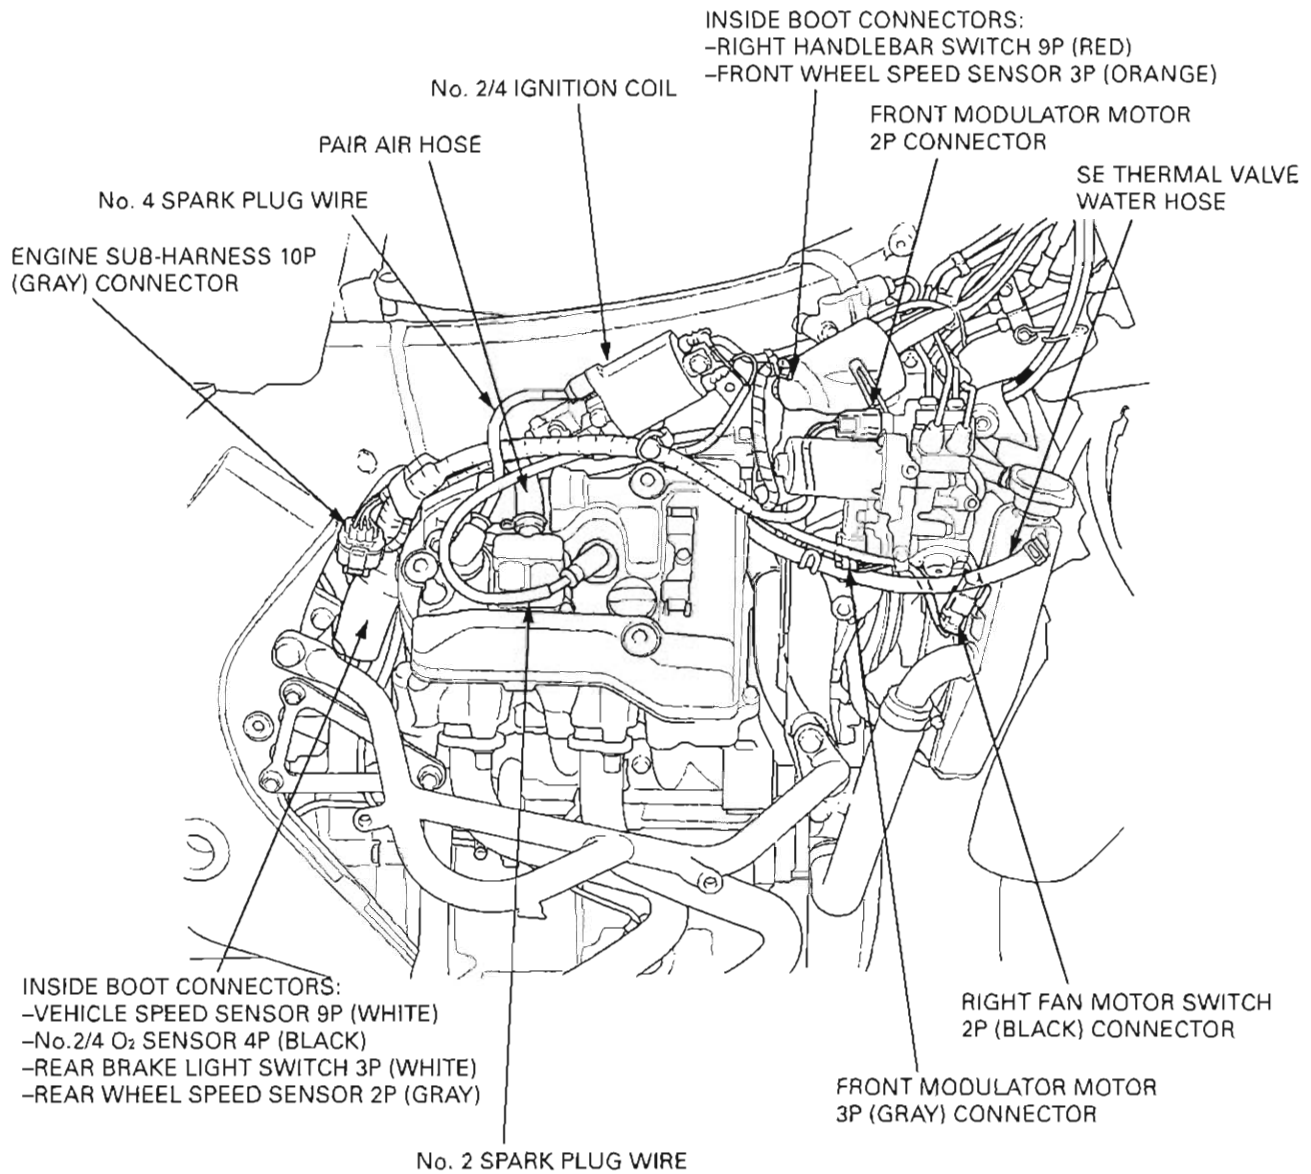 INSIDE BOOT CONNECTORS:
–RIGHT HANDLEBAR SWITCH 9P (RED)
–FRONT WHEEL SPEED SENSOR 3P (ORANGE)
No. 2/4 IGNITION COIL
FRONT MODULATOR MOTOR
2P CONNECTOR
PAIR AIR HOSE
SE THERMAL VALVE
WATER HOSE
No. 4 SPARK PLUG WIRE
ENGINE SUB-HARNESS 10P
(GRAY) CONNECTOR
INSIDE BOOT CONNECTORS:
–VEHICLE SPEED SENSOR 9P (WHITE)
–No.2/4 O₂ SENSOR 4P (BLACK)
–REAR BRAKE LIGHT SWITCH 3P (WHITE)
–REAR WHEEL SPEED SENSOR 2P (GRAY)
RIGHT FAN MOTOR SWITCH
2P (BLACK) CONNECTOR
FRONT MODULATOR MOTOR
3P (GRAY) CONNECTOR
No. 2 SPARK PLUG WIRE